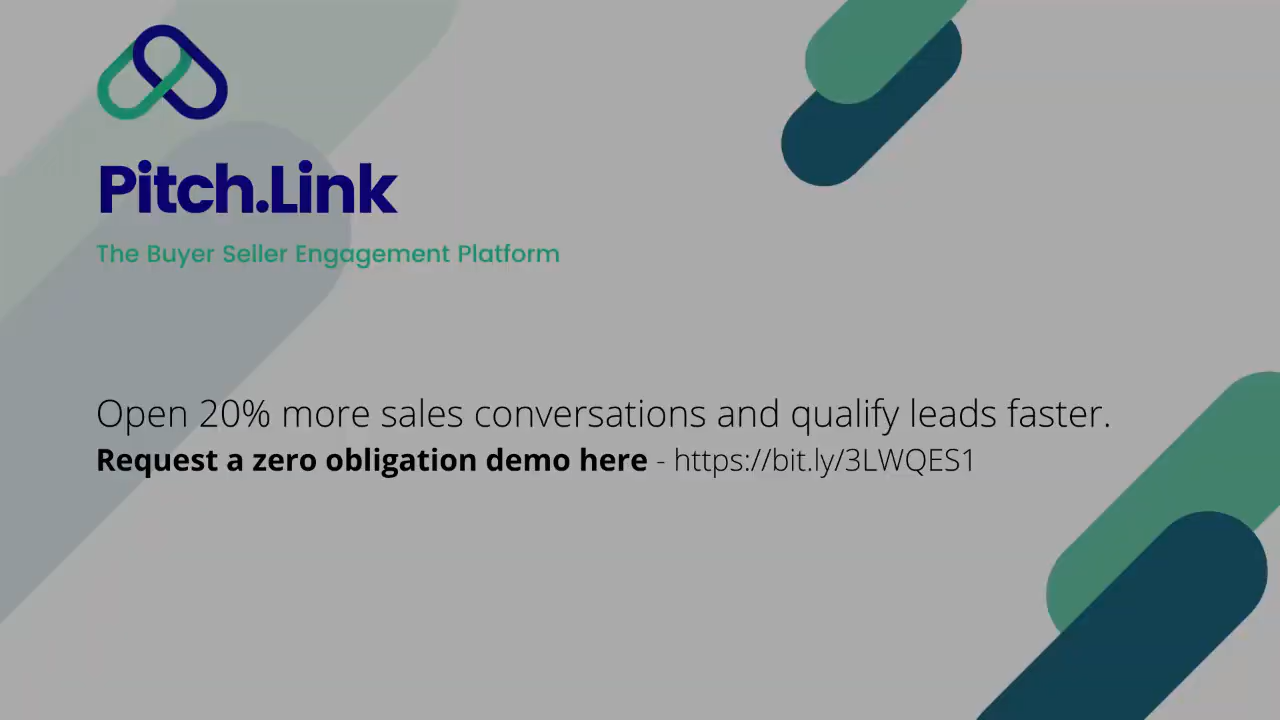 Pitch.Link
The Buyer Seller Engagement Platform
Open 20% more sales conversations and qualify leads faster.
Request a zero obligation demo here - https://bit.ly/3LWQES1